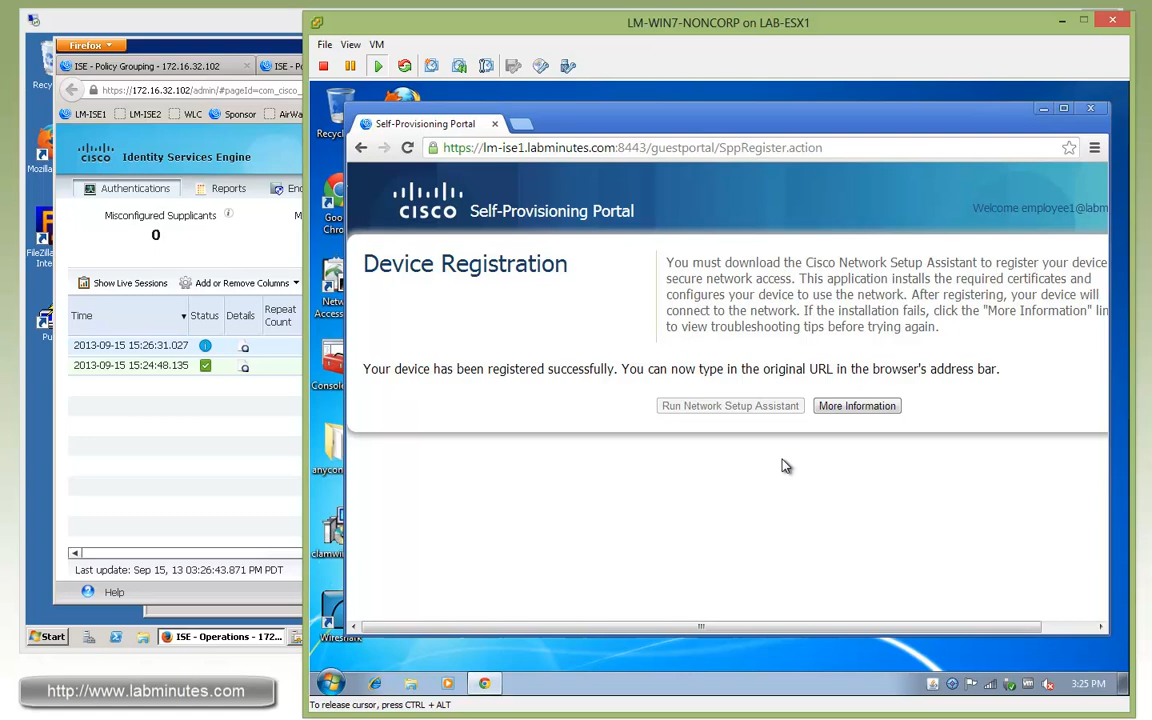 LM-WIN7-NONCORP on LAB-ESX1
File View VM
Firefox
ISE - Policy Grouping - 172.16.32.102
https://172.16.32.102/admin/#pageId=com_cisco_
LM-ISE1 LM-ISE2 WLC Sponsor
CISCO Identity Services Engine
Authentications Reports
Misconfigured Supplicants
0
Show Live Sessions Add or Remove Columns
Time Status Details Repeat Count
2013-09-15 15:26:31.027
2013-09-15 15:24:48.135
Last update: Sep 15, 13 03:26:43.871 PM PDT
Help
Start ISE - Operations - 172...
Self-Provisioning Portal
https://lm-ise1.labminutes.com:8443/guestportal/SppRegister.action
CISCO Self-Provisioning Portal
Welcome employee1@labm
Device Registration
You must download the Cisco Network Setup Assistant to register your device
secure network access. This application installs the required certificates and
configures your device to use the network. After registering, your device will
connect to the network. If the installation fails, click the "More Information" lin
to view troubleshooting tips before trying again.
Your device has been registered successfully. You can now type in the original URL in the browser's address bar.
Run Network Setup Assistant More Information
3:25 PM
To release cursor, press CTRL + ALT
http://www.labminutes.com